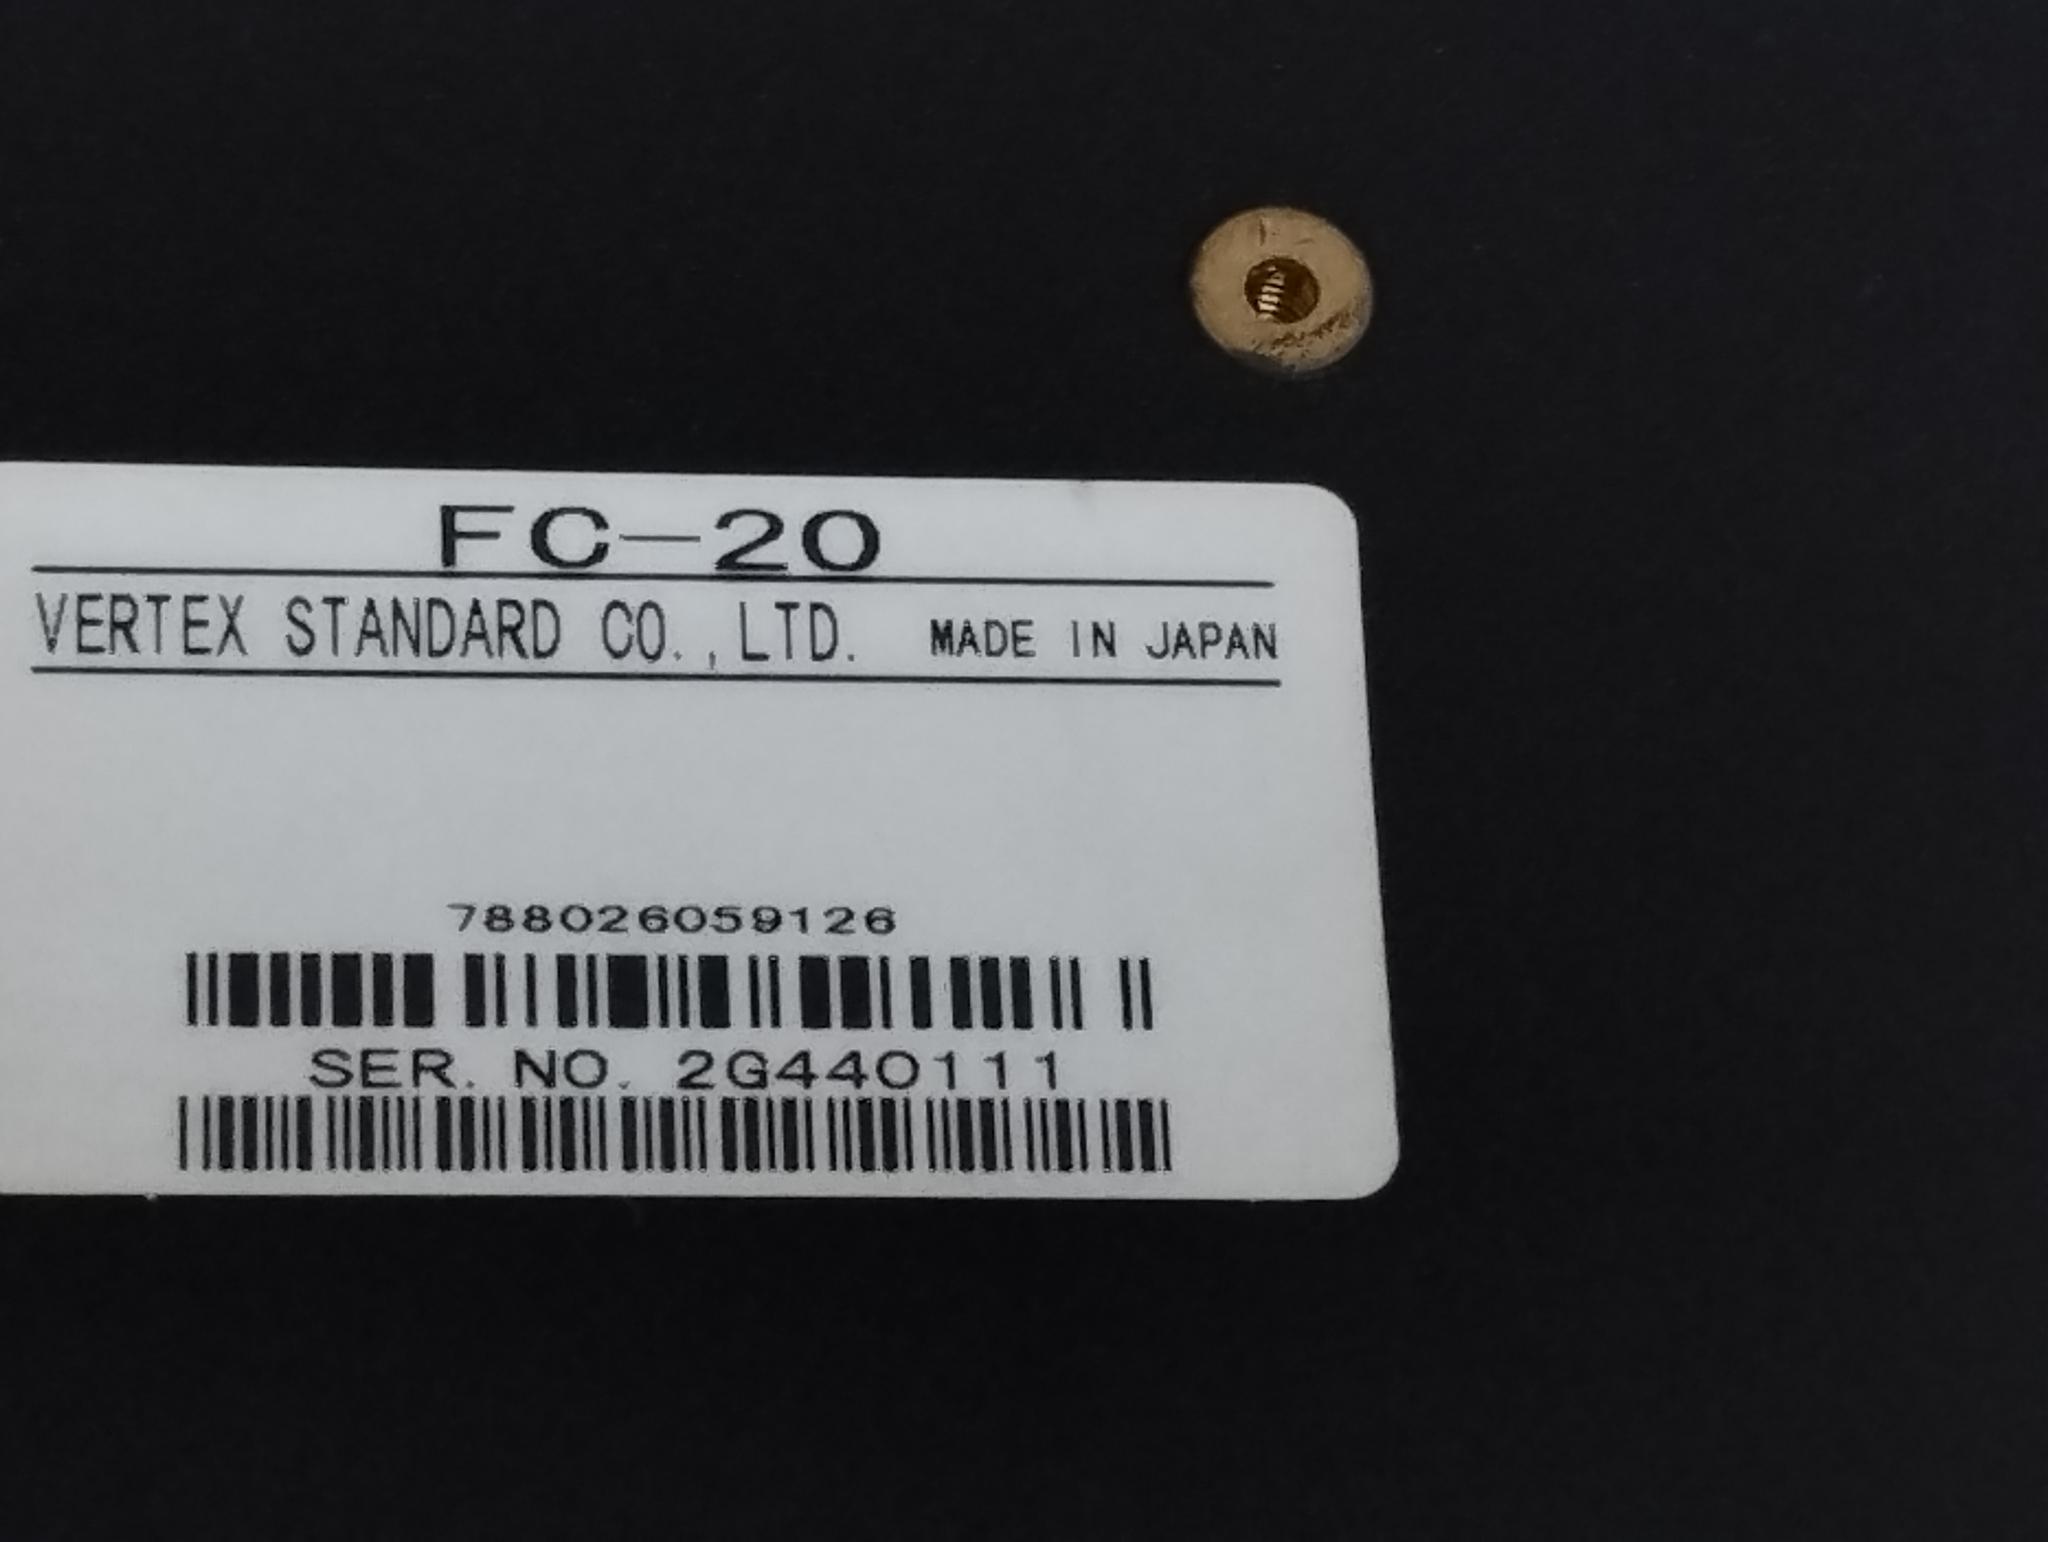 FC-20
VERTEX STANDARD CO.,LTD. MADE IN JAPAN
788026059126
SER. NO. 2G440111